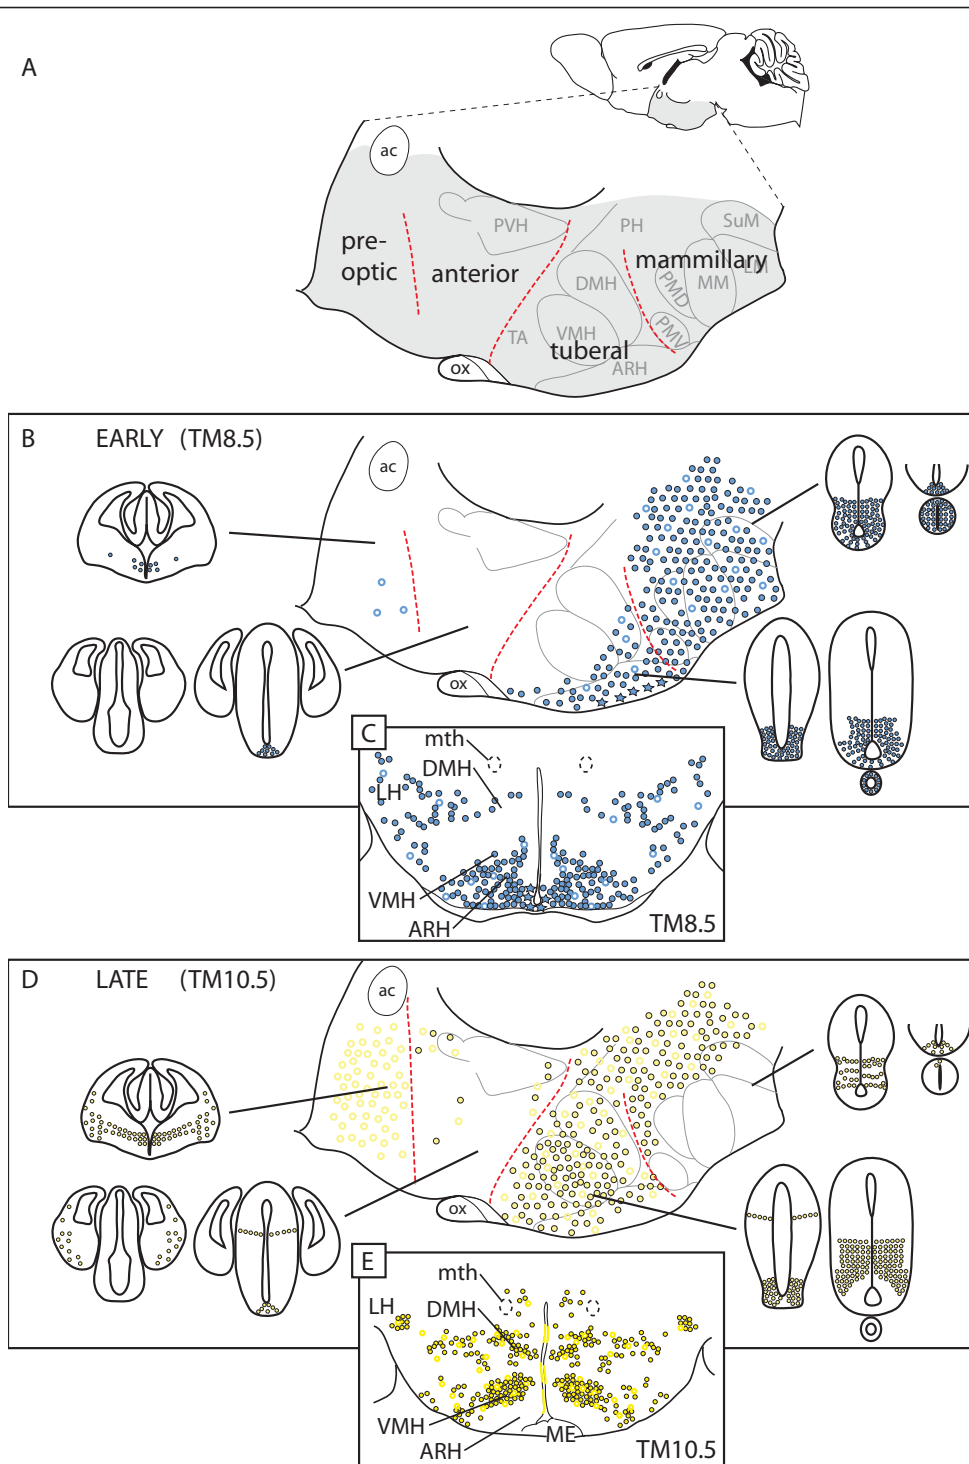 A
ac
PVH
PH
SuM
pre-
optic
anterior
mammillary
LM
DMH
PMD
MM
TA
VMH
PMV
tuberal
ARH
ox
B EARLY (TM8.5)
ac
ox
C
mth
DMH
LH
VMH
ARH
TM8.5
D LATE (TM10.5)
ac
ox
E
mth
LH
DMH
VMH
ME
ARH
TM10.5